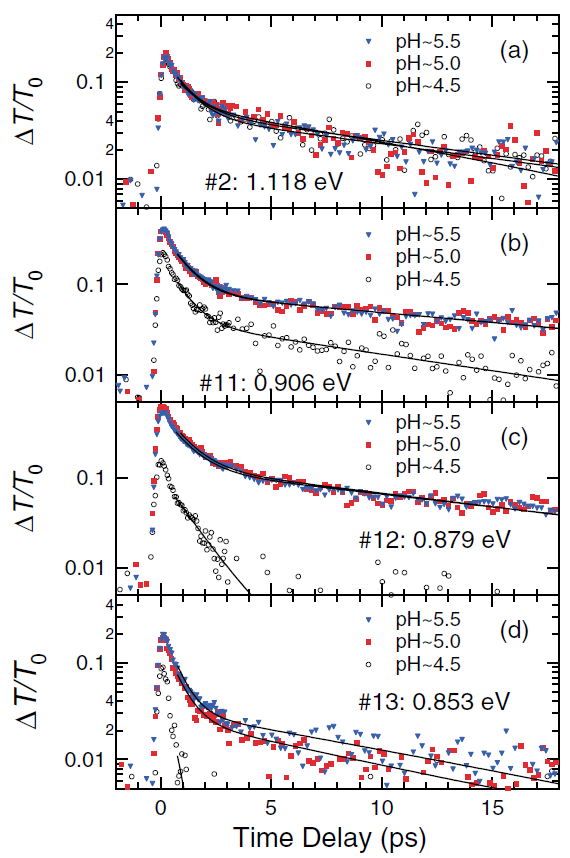 4
(a)
pH~5.5
pH~5.0
pH~4.5
0.1
4
2
0.01
ΔT/T0
#2: 1.118 eV
(b)
pH~5.5
pH~5.0
pH~4.5
0.1
0.01
ΔT/T0
#11: 0.906 eV
(c)
pH~5.5
pH~5.0
pH~4.5
0.1
0.01
ΔT/T0
#12: 0.879 eV
4
(d)
pH~5.5
pH~5.0
pH~4.5
2
0.1
4
2
0.01
ΔT/T0
#13: 0.853 eV
0 5 10 15
Time Delay (ps)